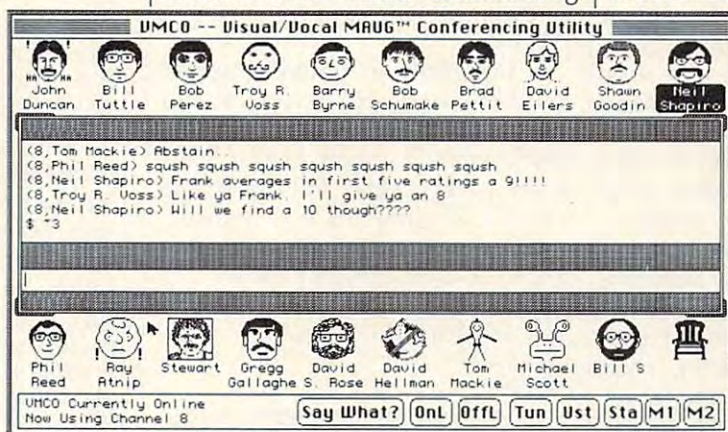 VMCO -- Visual/Vocal MAUG™ Conferencing Utility
! !
HA HA
John Bill Bob Troy R. Barry Bob Brad David Shawn Neil
Duncan Tuttle Perez Voss Byrne Schumake Pettit Eilers Goodin Shapiro
(8,Tom Mackie) Abstain..
(8,Phil Reed) sqush sqush sqush sqush sqush sqush sqush
(8,Neil Shapiro) Frank averages in first five ratings a 9!!!!
(8,Troy R. Voss) Like ya Frank. I'll give ya an 8
(8,Neil Shapiro) Will we find a 10 though????
$ ^3
! !
Phil Ray Stewart Gregg David David Tom Michael Bill S
Reed Atnip Gallaghe S. Rose Hellman Mackie Scott
VMCO Currently Online
Now Using Channel 8
Say What? OnL OffL Tun Ust Sta M1 M2